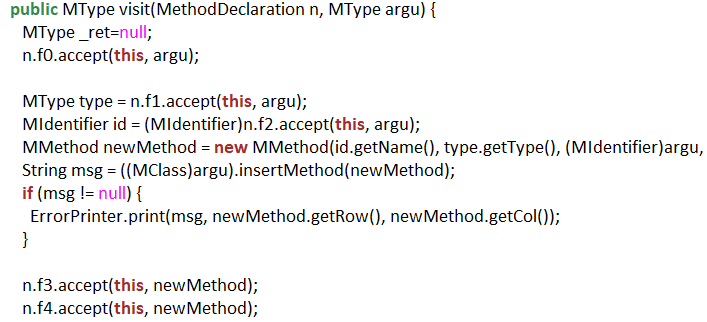 public MType visit(MethodDeclaration n, MType argu) {
MType _ret=null;
n.f0.accept(this, argu);
MType type = n.f1.accept(this, argu);
MIdentifier id = (MIdentifier)n.f2.accept(this, argu);
MMethod newMethod = new MMethod(id.getName(), type.getType(), (MIdentifier)argu,
String msg = ((MClass)argu).insertMethod(newMethod);
if (msg != null) {
ErrorPrinter.print(msg, newMethod.getRow(), newMethod.getCol());
}
n.f3.accept(this, newMethod);
n.f4.accept(this, newMethod);